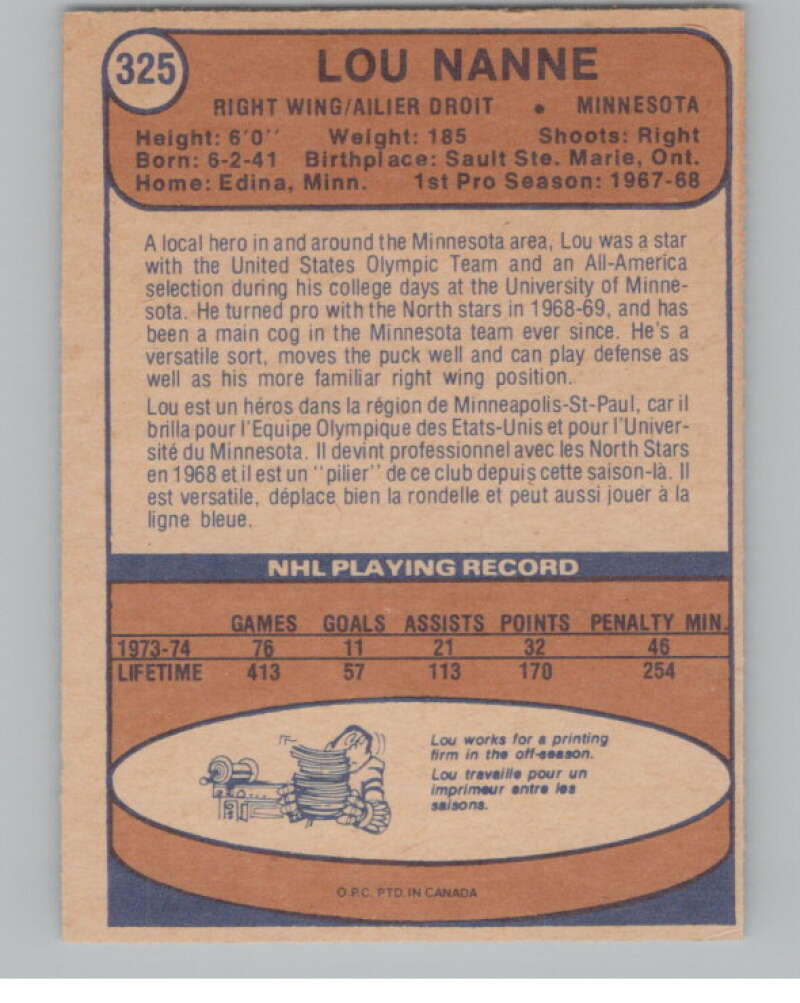 325
LOU NANNE
RIGHT WING/AILIER DROIT • MINNESOTA
Height: 6'0'' Weight: 185 Shoots: Right
Born: 6-2-41 Birthplace: Sault Ste. Marie, Ont.
Home: Edina, Minn. 1st Pro Season: 1967-68
A local hero in and around the Minnesota area, Lou was a star
with the United States Olympic Team and an All-America
selection during his college days at the University of Minne-
sota. He turned pro with the North stars in 1968-69, and has
been a main cog in the Minnesota team ever since. He's a
versatile sort, moves the puck well and can play defense as
well as his more familiar right wing position.
Lou est un héros dans la région de Minneapolis-St-Paul, car il
brilla pour l'Equipe Olympique des Etats-Unis et pour l'Univer-
sité du Minnesota. Il devint professionnel avec les North Stars
en 1968 et il est un ''pilier'' de ce club depuis cette saison-là. Il
est versatile, déplace bien la rondelle et peut aussi jouer à la
ligne bleue.
NHL PLAYING RECORD
GAMES GOALS ASSISTS POINTS PENALTY MIN.
1973-74 76 11 21 32 46
LIFETIME 413 57 113 170 254
Lou works for a printing
firm in the off-season.
Lou travaille pour un
imprimeur entre les
saisons.
O.P.C. PTD. IN CANADA